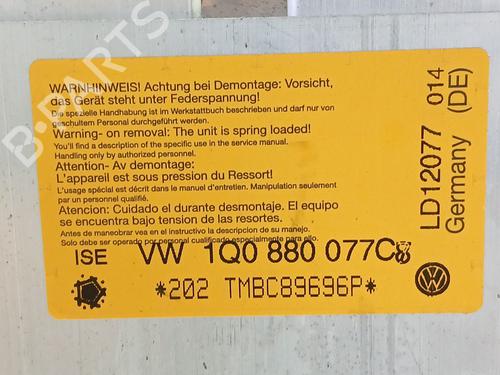 WARNHINWEIS! Achtung bei Demontage: Vorsicht,
das Gerät steht unter Federspannung!
Die spezielle Handhabung ist im Werkstattbuch beschrieben und darf nur von
geschultem Personal durchgeführt werden.
Warning- on removal: The unit is spring loaded!
You'll find a description of the specific use in the service manual.
Handling only by authorized personnel.
Attention- Av demontage:
L'appareil est sous pression du Ressort!
L'usage spécial est décrit dans le manuel d'entretien. Manipulation seulement
par un personnel qualifié.
Atencion: Cuidado el durante desmontaje. El equipo
se encuentra bajo tension de las resortes.
Antes de manearobar vea en el instructivo la descripcion de su manejo.
Solo debe ser operado por personal cualificado especialmente para ello.
ISE VW 1Q0 880 077C
*202 TMBC89696P*
LD12077 014
Germany (DE)
B-PARTS